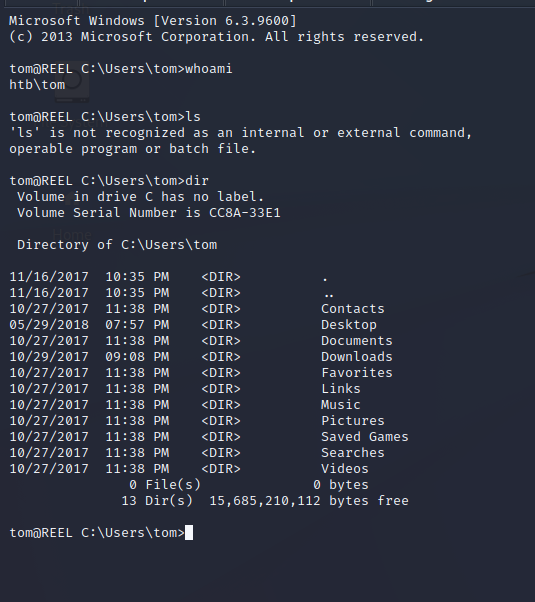 Microsoft Windows [Version 6.3.9600]
(c) 2013 Microsoft Corporation. All rights reserved.
tom@REEL C:\Users\tom>whoami
htb\tom
tom@REEL C:\Users\tom>ls
'ls' is not recognized as an internal or external command,
operable program or batch file.
tom@REEL C:\Users\tom>dir
 Volume in drive C has no label.
 Volume Serial Number is CC8A-33E1
 Directory of C:\Users\tom
11/16/2017  10:35 PM    <DIR>          .
11/16/2017  10:35 PM    <DIR>          ..
10/27/2017  11:38 PM    <DIR>          Contacts
05/29/2018  07:57 PM    <DIR>          Desktop
10/27/2017  11:38 PM    <DIR>          Documents
10/29/2017  09:08 PM    <DIR>          Downloads
10/27/2017  11:38 PM    <DIR>          Favorites
10/27/2017  11:38 PM    <DIR>          Links
10/27/2017  11:38 PM    <DIR>          Music
10/27/2017  11:38 PM    <DIR>          Pictures
10/27/2017  11:38 PM    <DIR>          Saved Games
10/27/2017  11:38 PM    <DIR>          Searches
10/27/2017  11:38 PM    <DIR>          Videos
               0 File(s)              0 bytes
              13 Dir(s)  15,685,210,112 bytes free
tom@REEL C:\Users\tom>